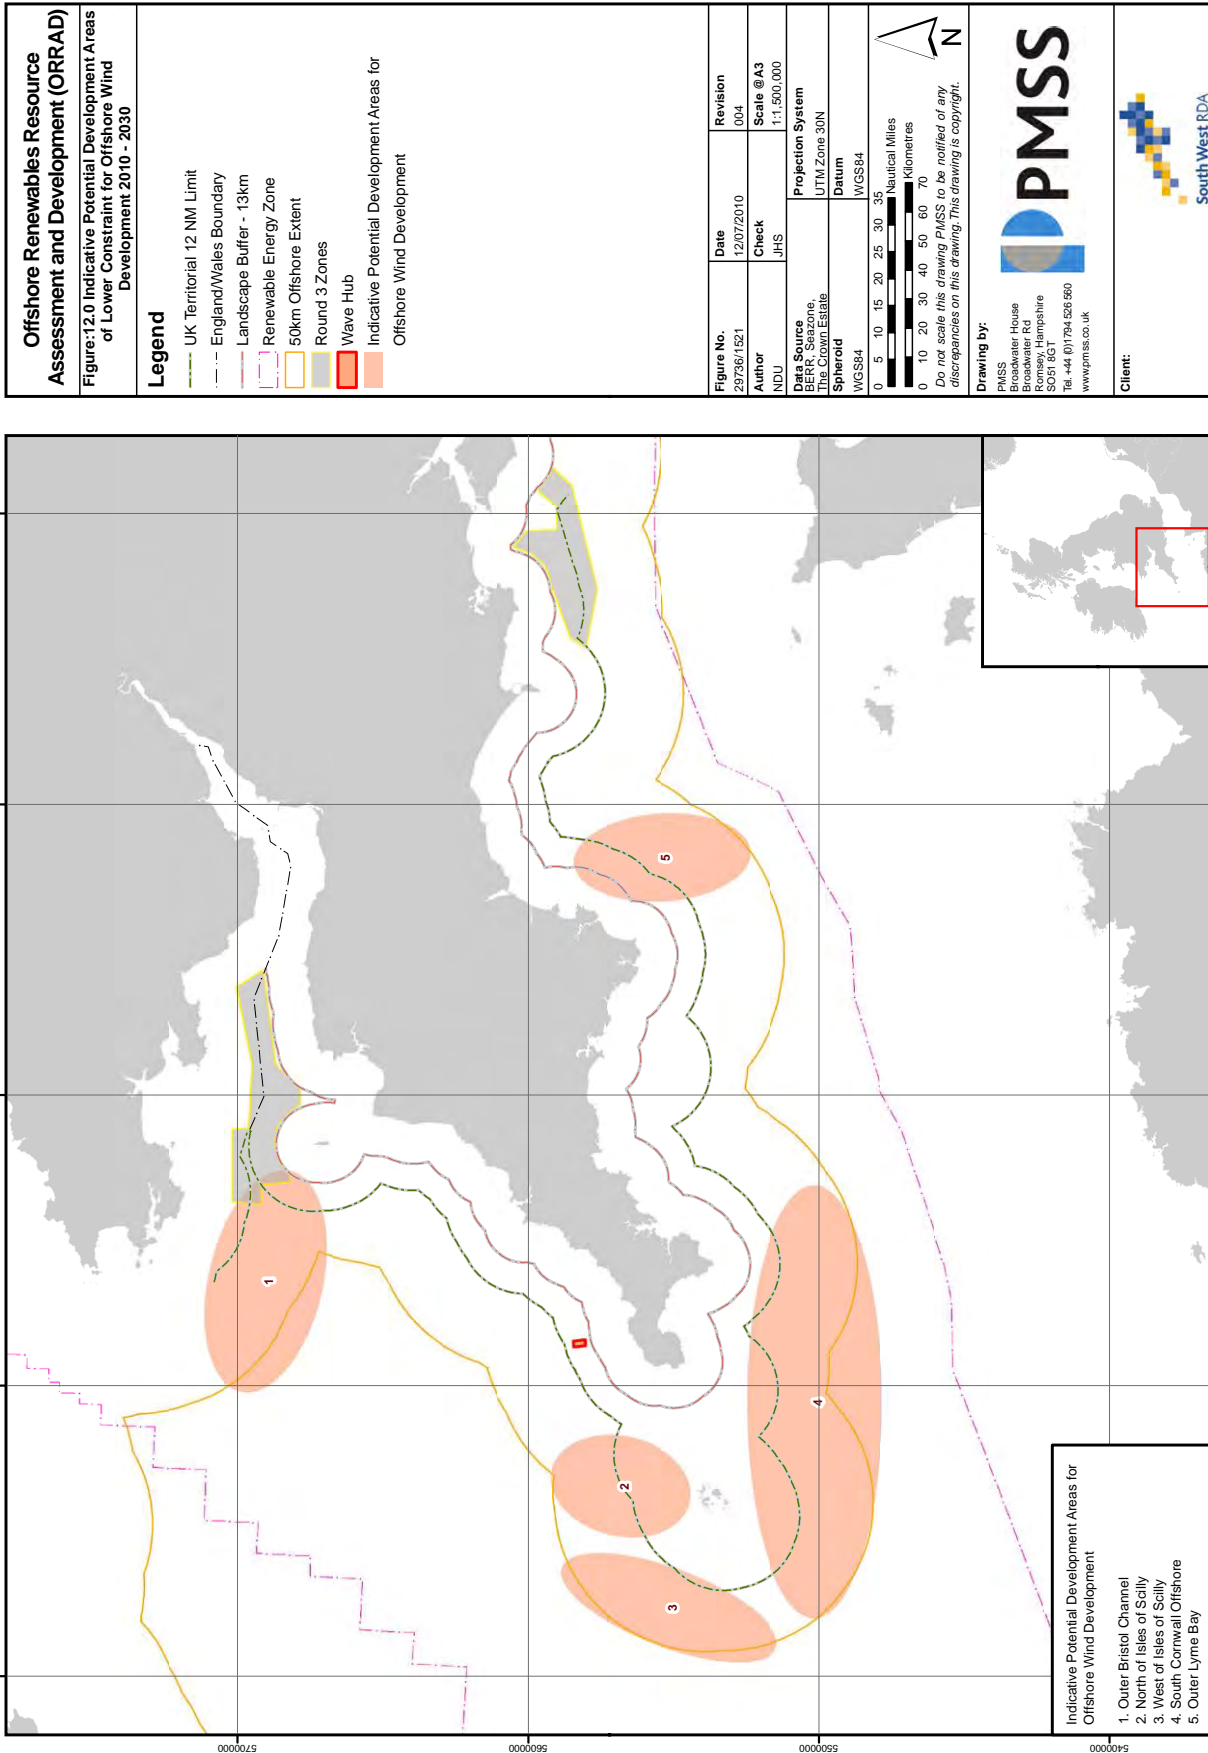 Offshore Renewables Resource
Assessment and Development (ORRAD)
Figure:12.0 Indicative Potential Development Areas
of Lower Constraint for Offshore Wind
Development 2010 - 2030
Legend
UK Territorial 12 NM Limit
England/Wales Boundary
Landscape Buffer - 13km
Renewable Energy Zone
50km Offshore Extent
Round 3 Zones
Wave Hub
Indicative Potential Development Areas for
Offshore Wind Development
Figure No.
29736/1521
Date
12/07/2010
Revision
004
Author
NDU
Check
JHS
Scale @A3
1:1,500,000
Data Source
BERR, Seazone,
The Crown Estate
Projection System
UTM Zone 30N
Spheroid
WGS84
Datum
WGS84
0 5 10 15 20 25 30 35
Nautical Miles
Kilometres
0 10 20 30 40 50 60 70
N
Do not scale this drawing PMSS to be notified of any
discrepancies on this drawing. This drawing is copyright.
Drawing by:
PMSS
Broadwater House
Broadwater Rd
Romsey, Hampshire
SO51 8GT
Tel. +44 (0)1794 526 560
www.pmss.co.uk
PMSS
Client:
South West RDA
1
2
3
4
5
Indicative Potential Development Areas for
Offshore Wind Development
1. Outer Bristol Channel
2. North of Isles of Scilly
3. West of Isles of Scilly
4. South Cornwall Offshore
5. Outer Lyme Bay
5700000
5600000
5500000
5400000